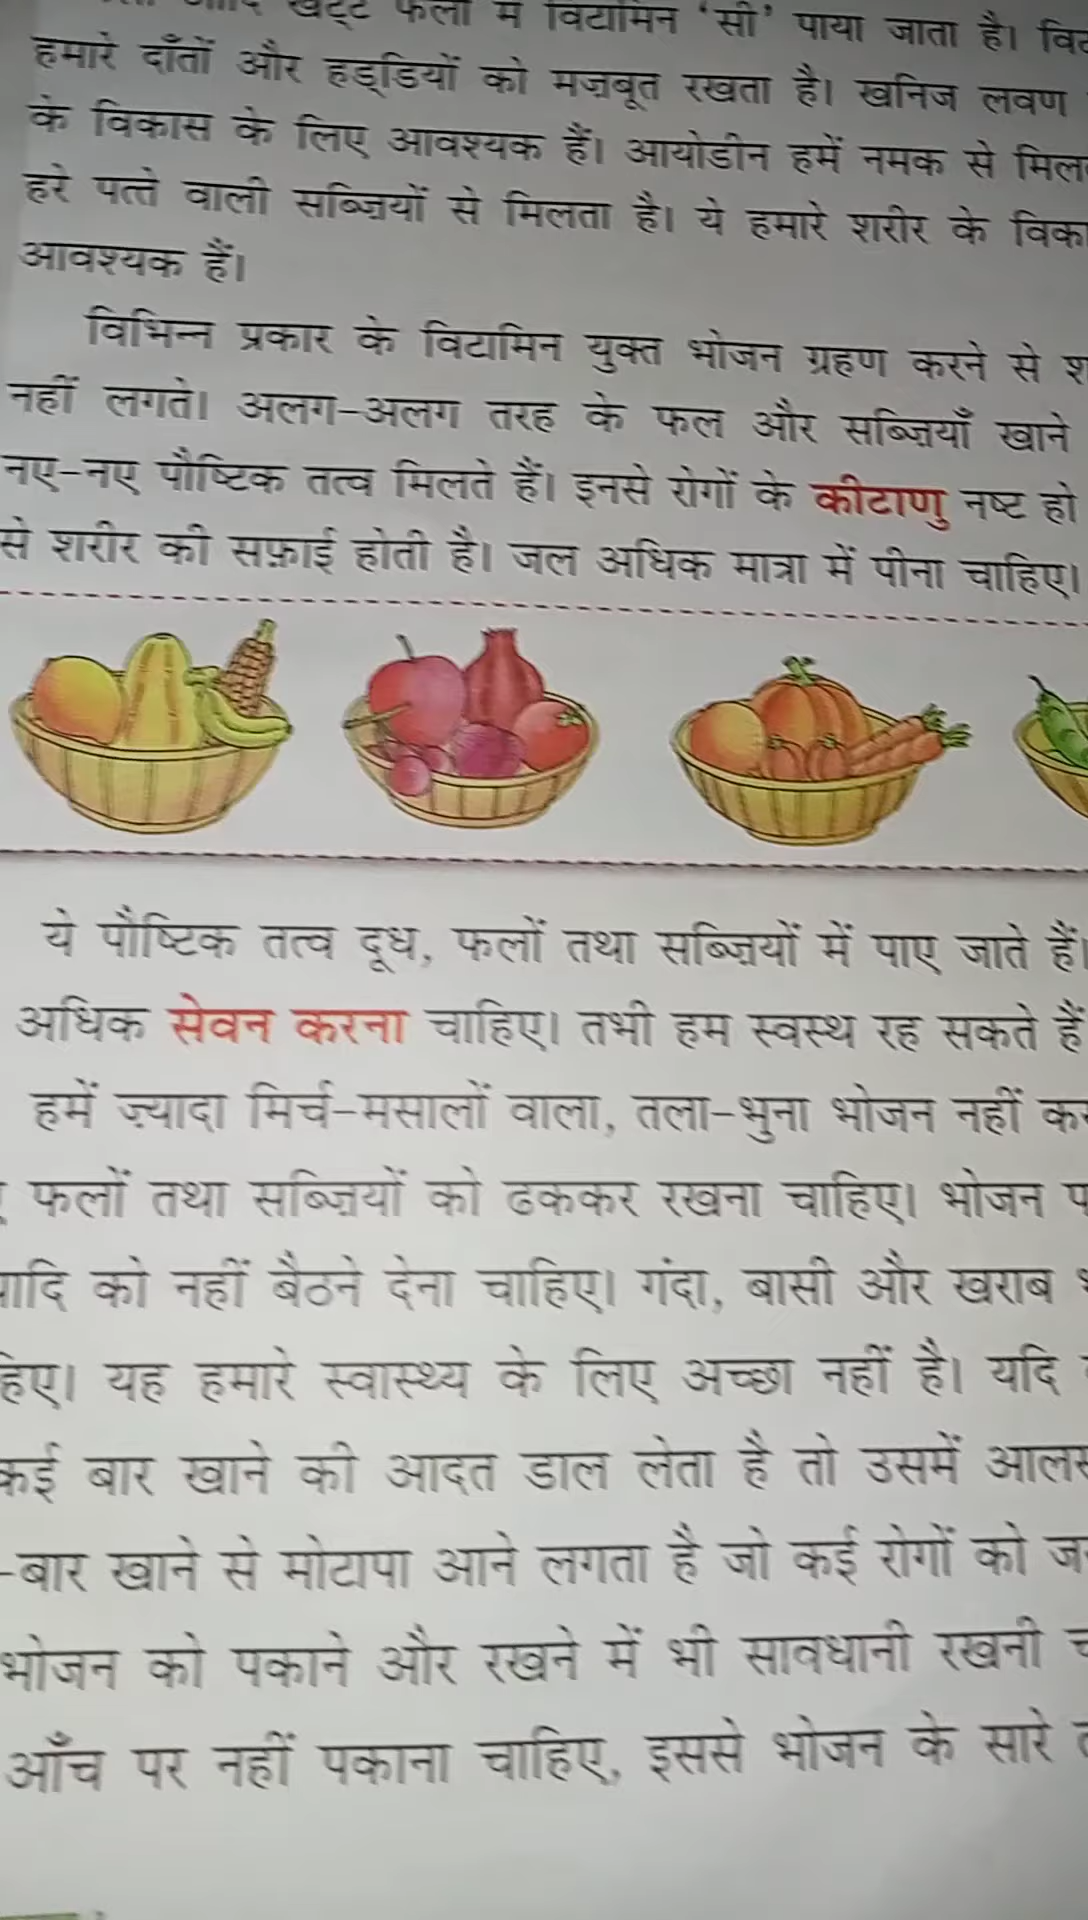 खट्टे फलों में विटामिन ‘सी’ पाया जाता है।
हमारे दाँतों और हड्डियों को मज़बूत रखता है। खनिज लवण
के विकास के लिए आवश्यक हैं। आयोडीन हमें नमक से
हरे पत्ते वाली सब्ज़ियों से मिलता है। ये हमारे शरीर के
आवश्यक हैं।
विभिन्न प्रकार के विटामिन युक्त भोजन ग्रहण करने से
नहीं लगते। अलग-अलग तरह के फल और सब्ज़ियाँ खाने
नए-नए पौष्टिक तत्व मिलते हैं। इनसे रोगों के कीटाणु नष्ट हो
से शरीर की सफ़ाई होती है। जल अधिक मात्रा में पीना चाहिए।
ये पौष्टिक तत्व दूध, फलों तथा सब्ज़ियों में पाए जाते हैं।
अधिक सेवन करना चाहिए। तभी हम स्वस्थ रह सकते हैं
हमें ज़्यादा मिर्च-मसालों वाला, तला-भुना भोजन नहीं
फलों तथा सब्ज़ियों को ढककर रखना चाहिए। भोजन
को नहीं बैठने देना चाहिए। गंदा, बासी और खराब
यह हमारे स्वास्थ्य के लिए अच्छा नहीं है। यदि
कई बार खाने की आदत डाल लेता है तो उसमें
-बार खाने से मोटापा आने लगता है जो कई रोगों को
भोजन को पकाने और रखने में भी सावधानी रखनी
आँच पर नहीं पकाना चाहिए, इससे भोजन के सारे